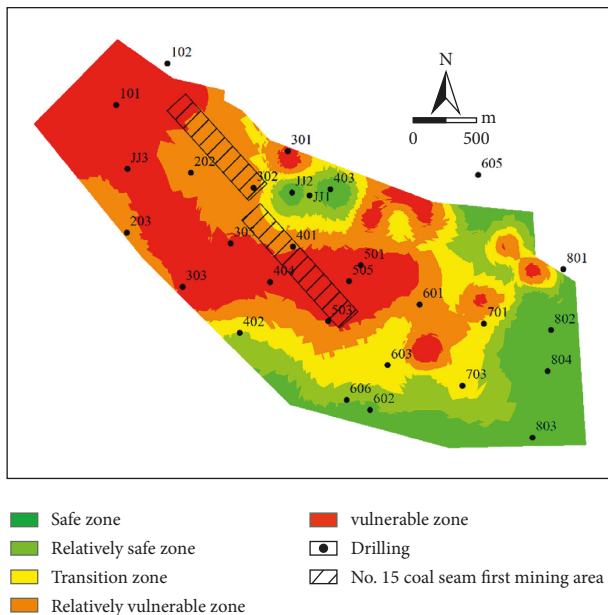 102
N
101
0 500 m
301
605
JJ3
202
302
JJ2
403
JJ1
203
401
501
801
303
404
505
601
503
701
802
402
603
804
703
606
602
803
Safe zone
Relatively safe zone
Transition zone
Relatively vulnerable zone
vulnerable zone
Drilling
No. 15 coal seam first mining area